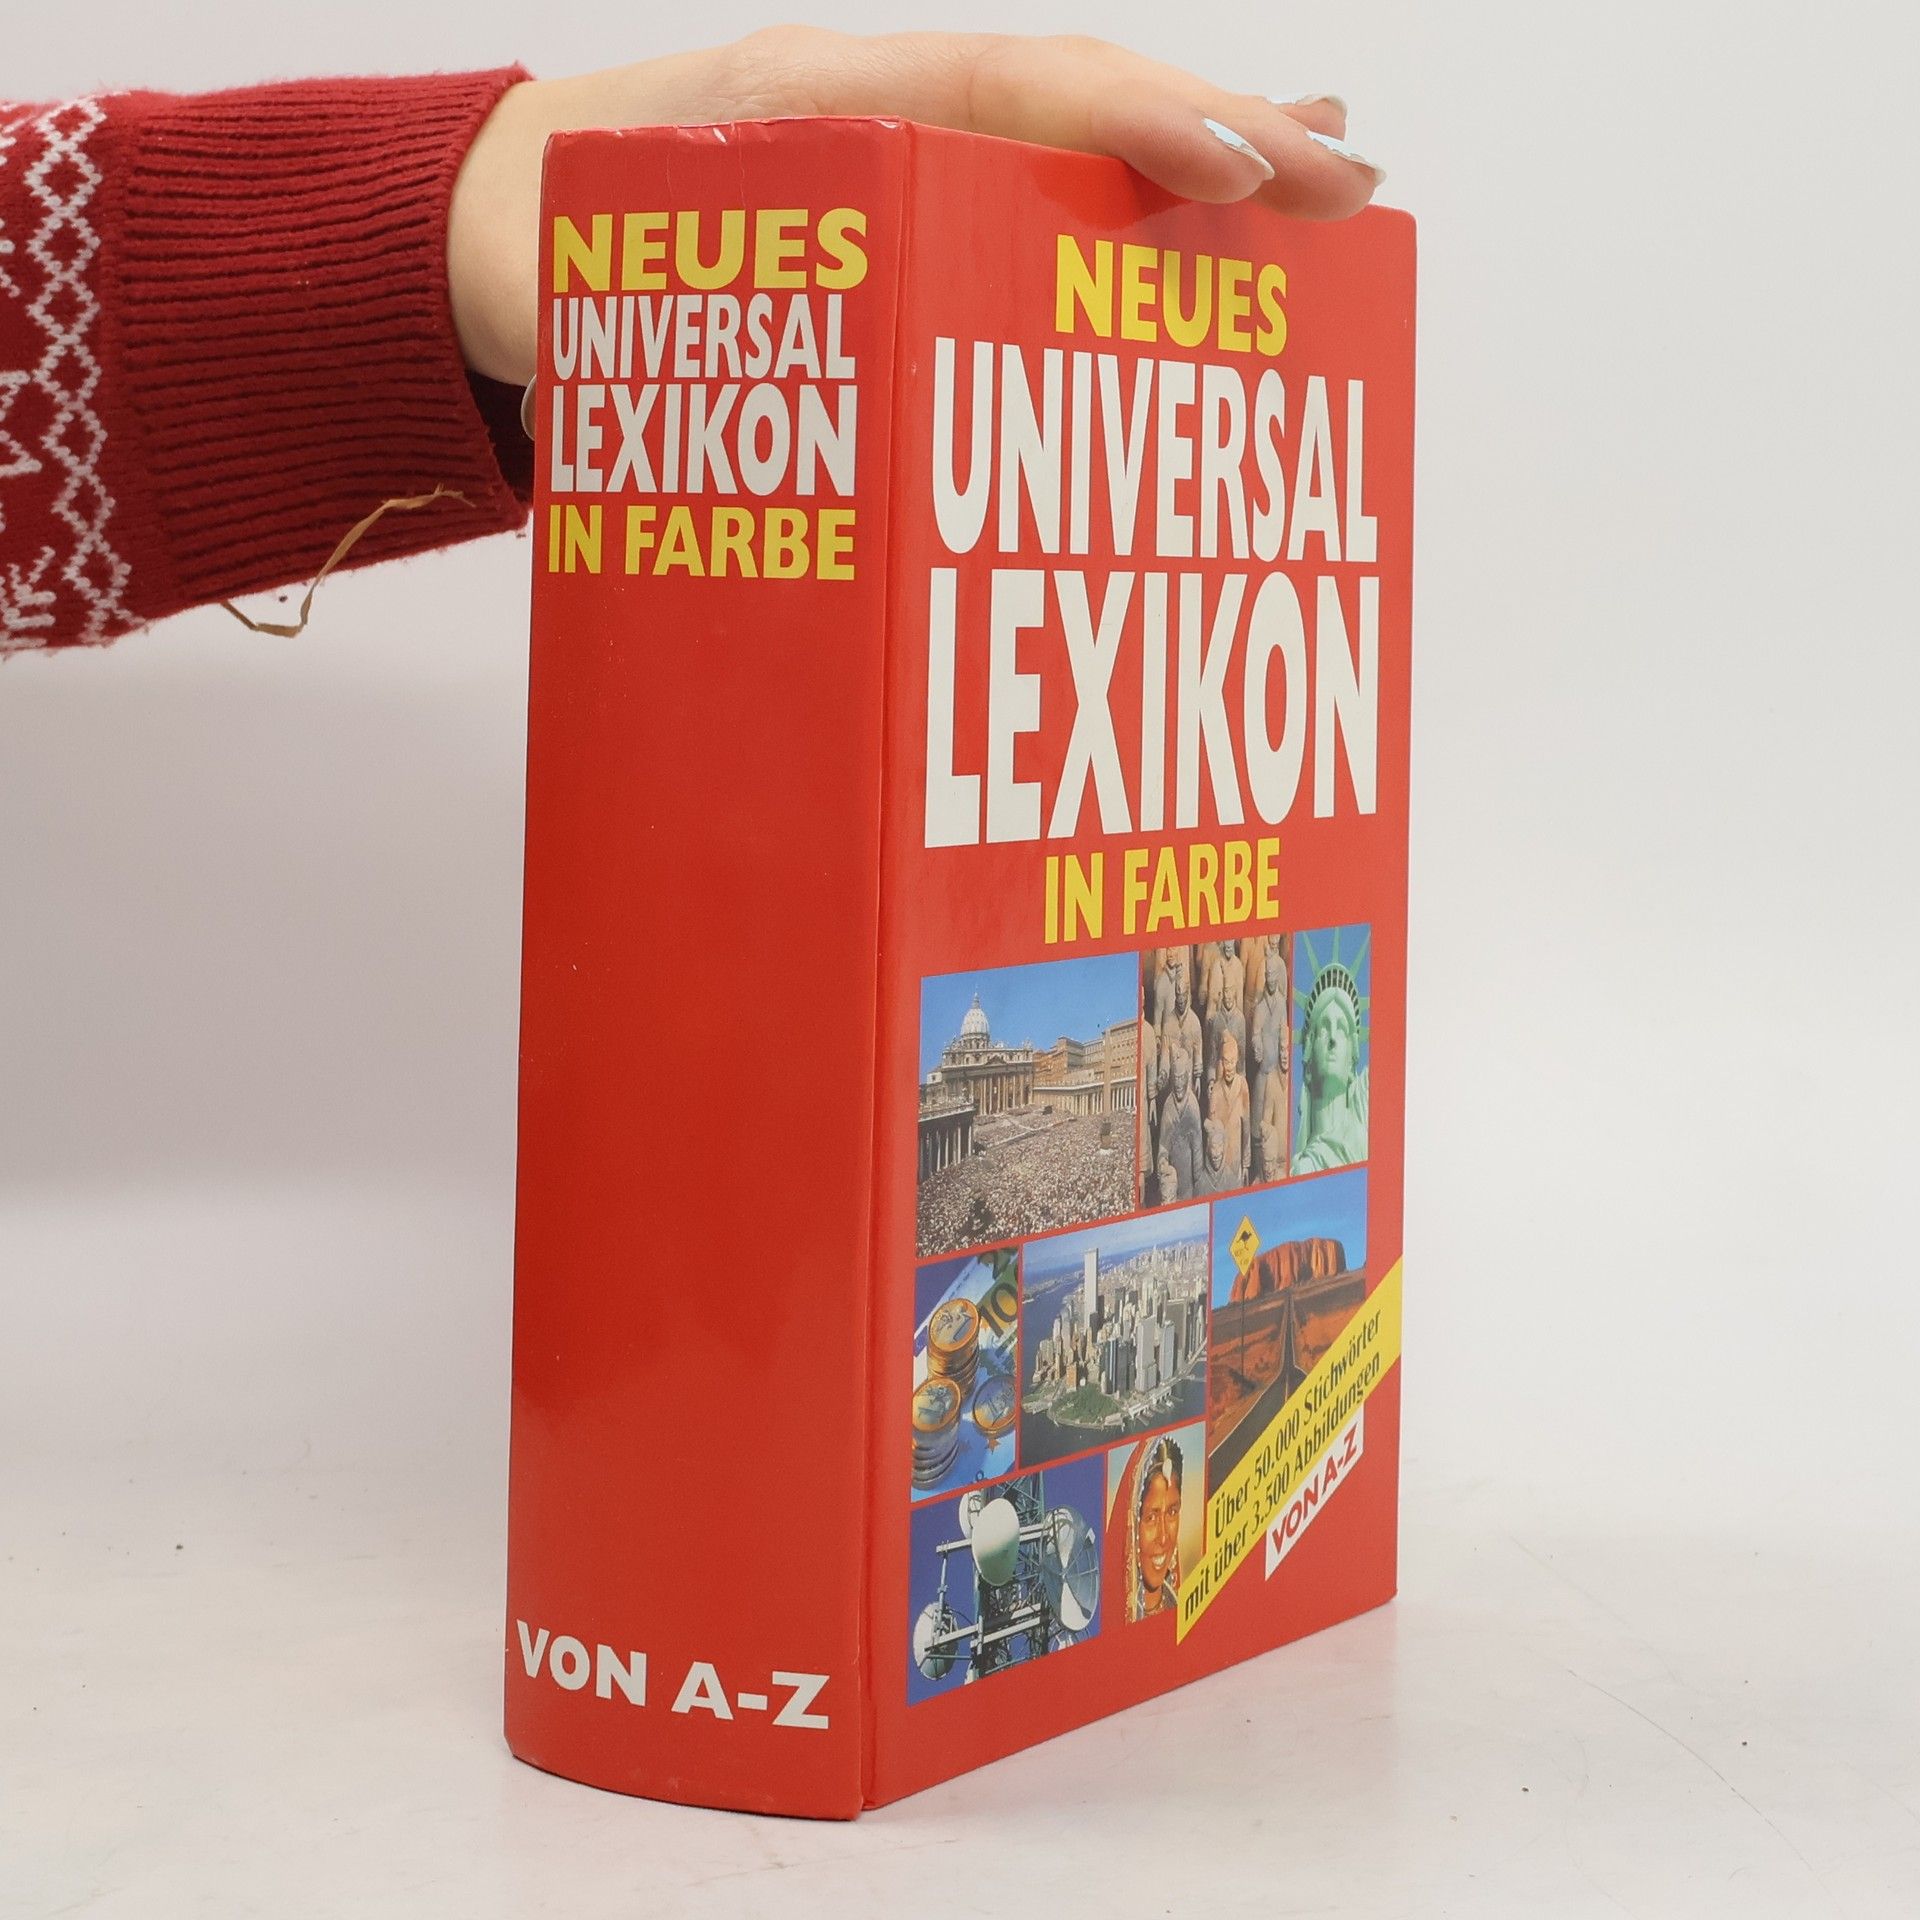 NEUES
UNIVERSAL
LEXIKON
IN FARBE
VON A-Z
NEUES
UNIVERSAL
LEXIKON
IN FARBE
10
Über 50.000 Stichwörter
mit über 3.500 Abbildungen
VON A-Z